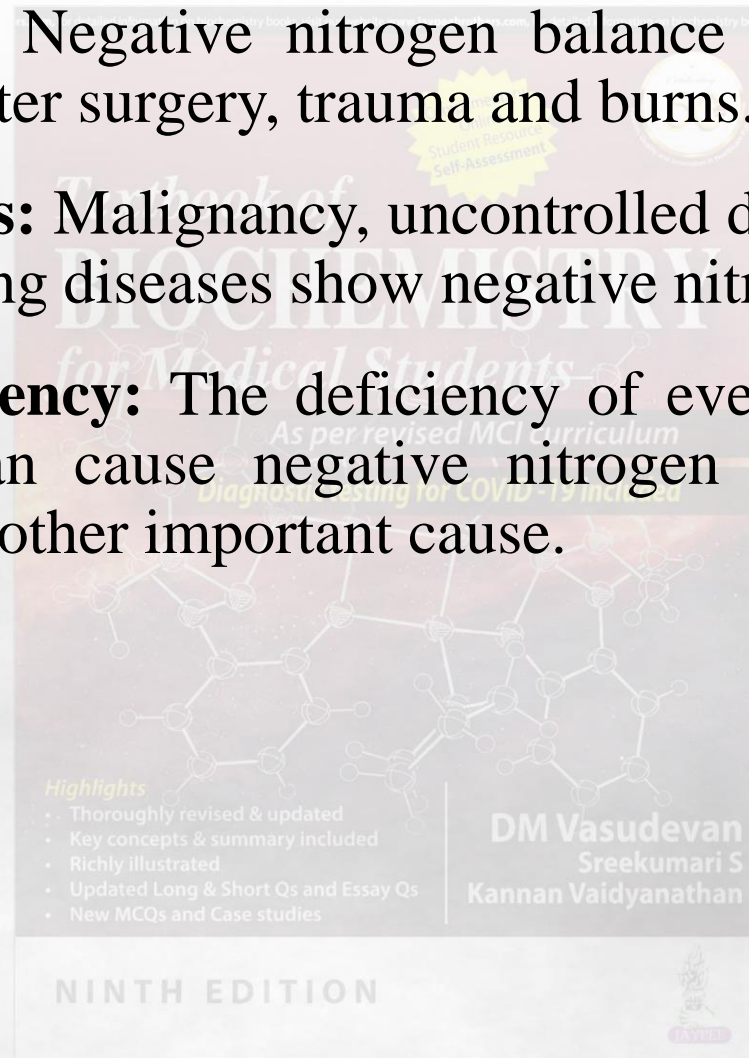 Negative nitrogen balance
ter surgery, trauma and burns.
s: Malignancy, uncontrolled d
ng diseases show negative nitr
ency: The deficiency of eve
an cause negative nitrogen
other important cause.
Student Resource
Self-Assessment
Textbook of
BIOCHEMISTRY
for Medical Students
As per revised MCI curriculum
Diagnostic testing for COVID-19 included
Highlights
• Thoroughly revised & updated
• Key concepts & summary included
• Richly illustrated
• Updated Long & Short Qs and Essay Qs
• New MCQs and Case studies
DM Vasudevan
Sreekumari S
Kannan Vaidyanathan
NINTH EDITION
JAYPEE